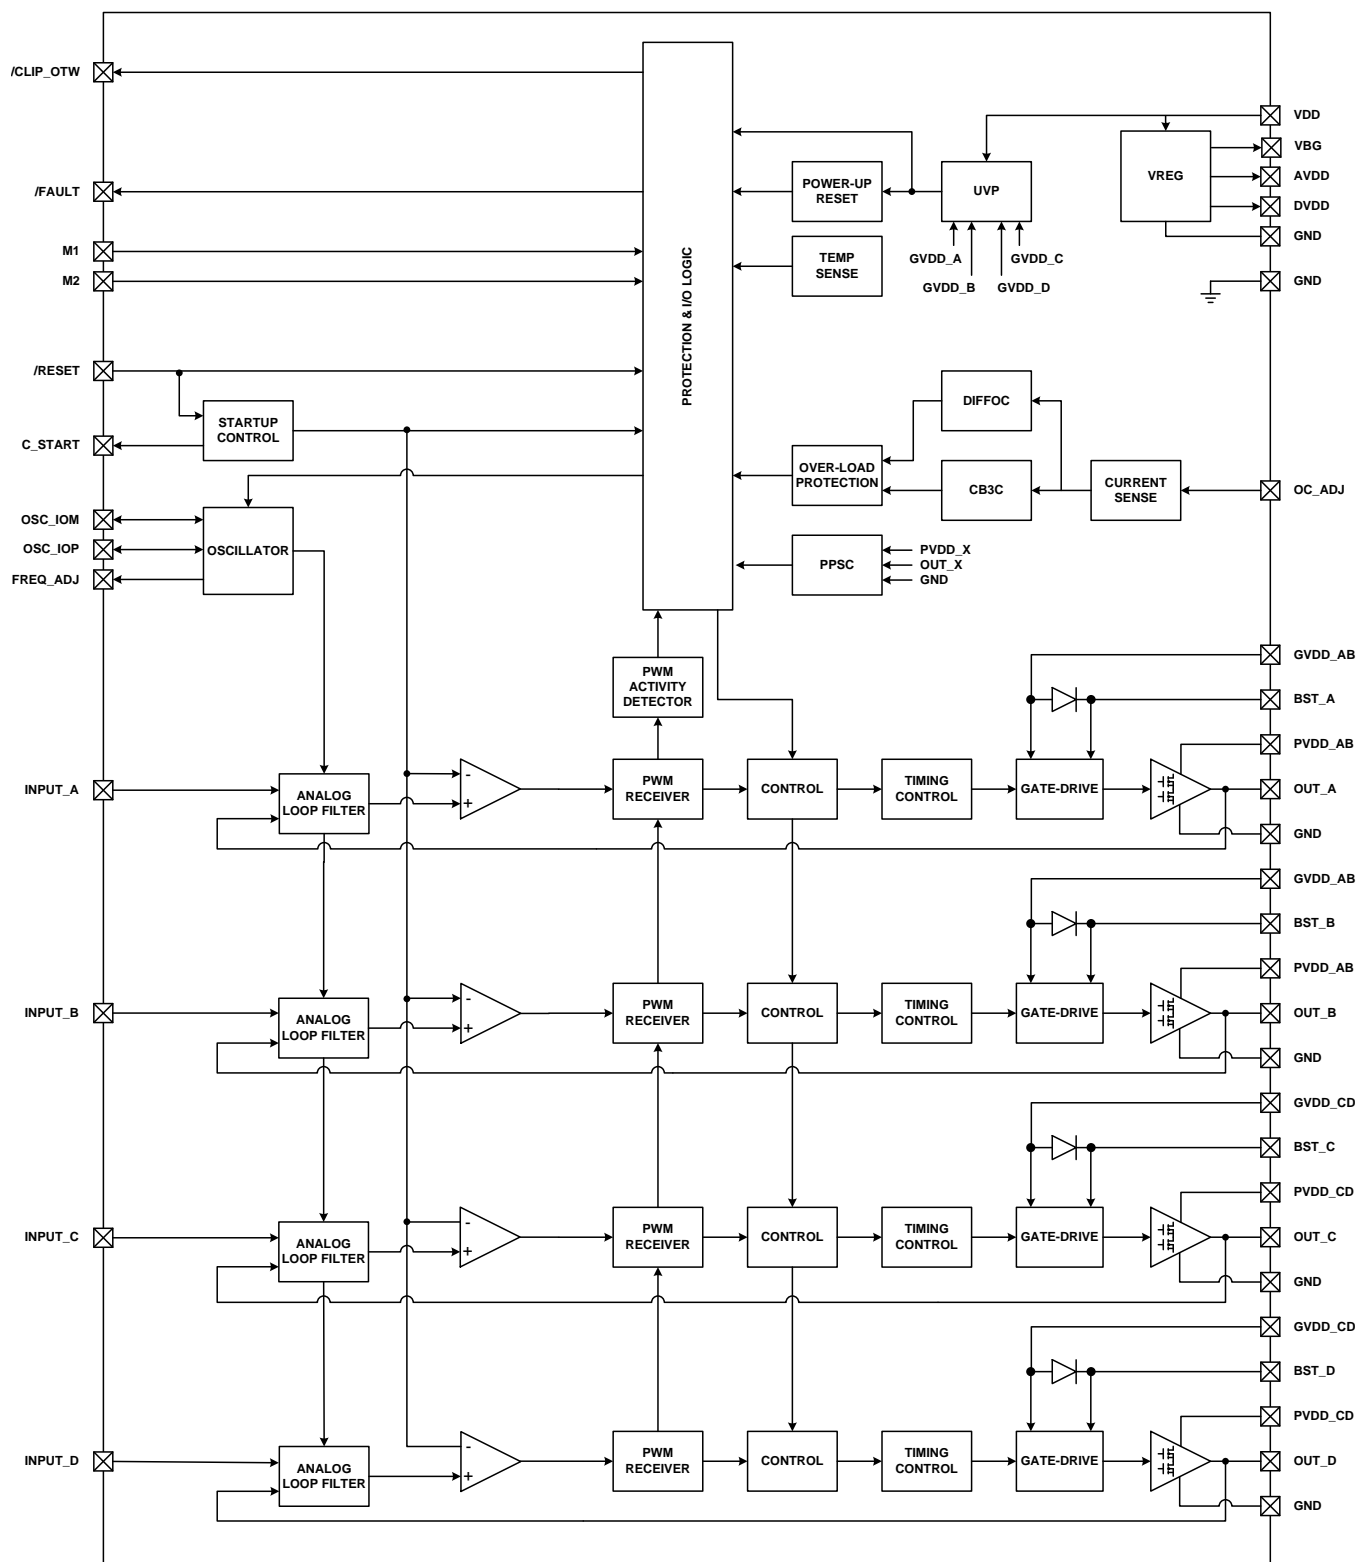 /CLIP_OTW
/FAULT
M1
M2
/RESET
STARTUP
CONTROL
C_START
OSC_IOM
OSC_IOP
FREQ_ADJ
OSCILLATOR
PROTECTION & I/O LOGIC
POWER-UP
RESET
UVP
VREG
VDD
VBG
AVDD
DVDD
GND
GND
TEMP
SENSE
GVDD_A
GVDD_C
GVDD_B
GVDD_D
DIFFOC
OVER-LOAD
PROTECTION
CB3C
CURRENT
SENSE
OC_ADJ
PPSC
PVDD_X
OUT_X
GND
PWM
ACTIVITY
DETECTOR
GVDD_AB
BST_A
PVDD_AB
INPUT_A
ANALOG
LOOP FILTER
-
+
PWM
RECEIVER
CONTROL
TIMING
CONTROL
GATE-DRIVE
OUT_A
GND
GVDD_AB
BST_B
PVDD_AB
INPUT_B
ANALOG
LOOP FILTER
-
+
PWM
RECEIVER
CONTROL
TIMING
CONTROL
GATE-DRIVE
OUT_B
GND
GVDD_CD
BST_C
PVDD_CD
INPUT_C
ANALOG
LOOP FILTER
-
+
PWM
RECEIVER
CONTROL
TIMING
CONTROL
GATE-DRIVE
OUT_C
GND
GVDD_CD
BST_D
PVDD_CD
INPUT_D
ANALOG
LOOP FILTER
-
+
PWM
RECEIVER
CONTROL
TIMING
CONTROL
GATE-DRIVE
OUT_D
GND